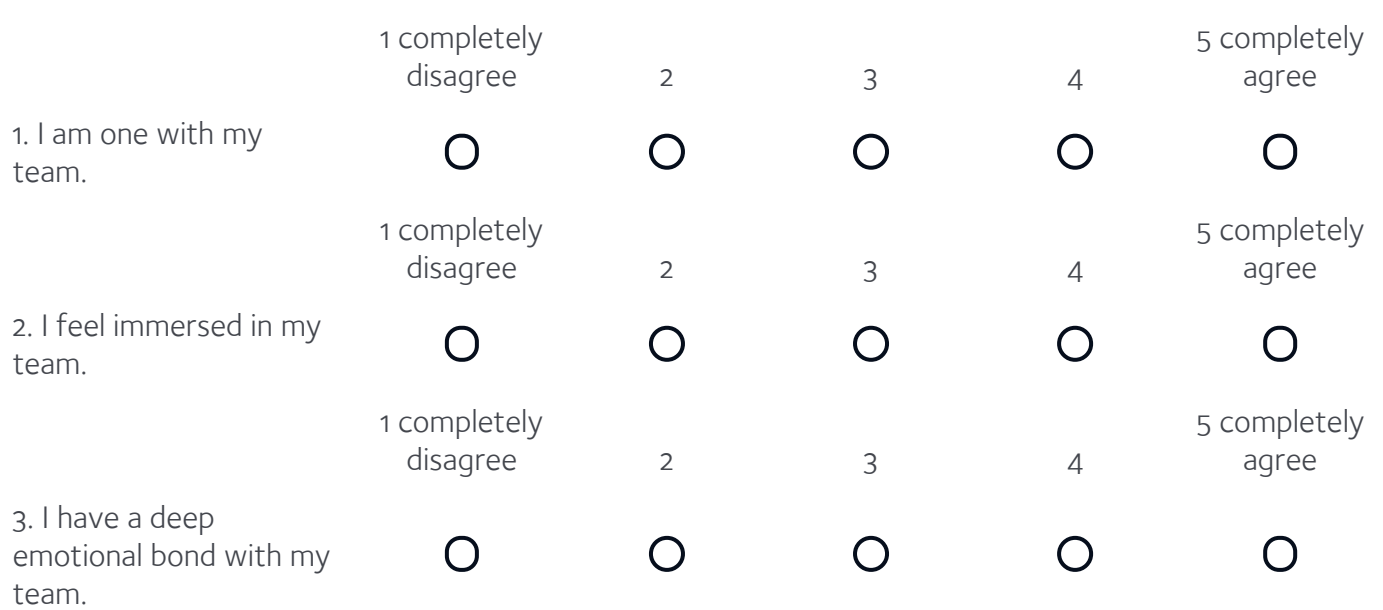 1 completely 5 completely
disagree 2 3 4 agree
1. I am one with my
team.
1 completely 5 completely
disagree 2 3 4 agree
2. I feel immersed in my
team.
1 completely 5 completely
disagree 2 3 4 agree
3. I have a deep
emotional bond with my
team.